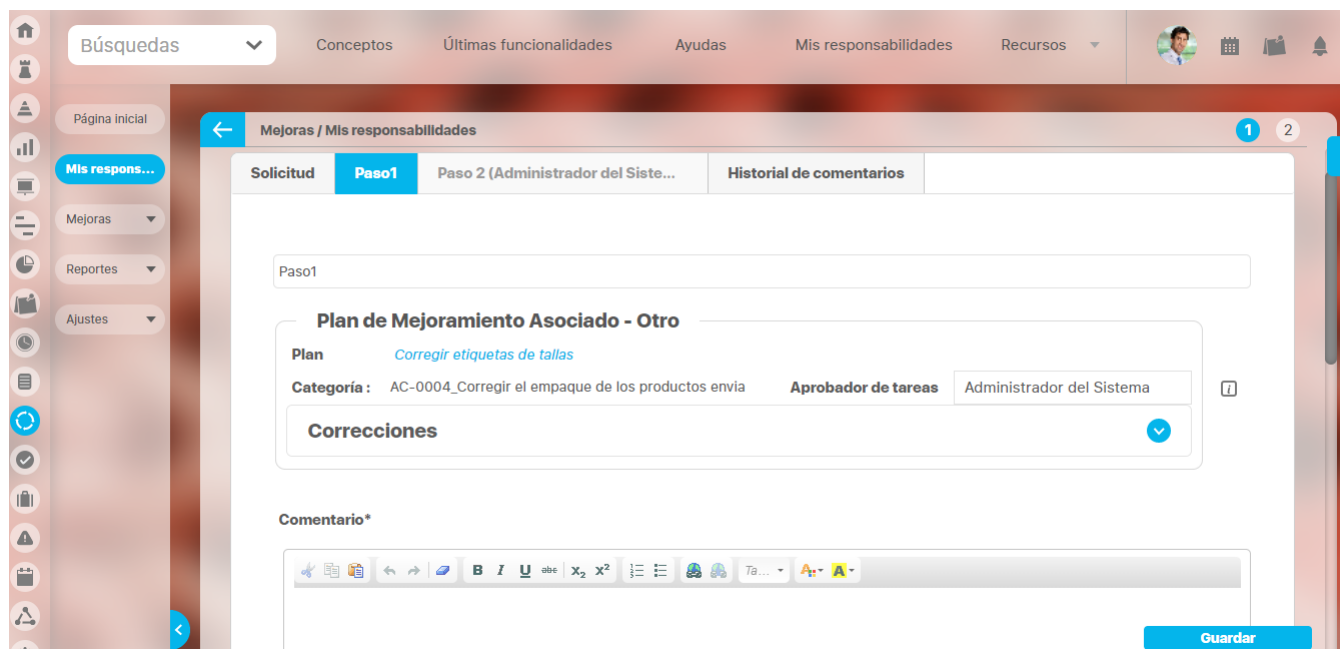 Búsquedas
Conceptos Últimas funcionalidades Ayudas Mis responsabilidades Recursos
Página inicial
Mis respons...
Mejoras
Reportes
Ajustes
Mejoras / Mis responsabilidades
1 2
Solicitud Paso1 Paso 2 (Administrador del Siste... Historial de comentarios
Paso1
Plan de Mejoramiento Asociado - Otro
Plan Corregir etiquetas de tallas
Categoría : AC-0004_Corregir el empaque de los productos envia Aprobador de tareas Administrador del Sistema
Correcciones
Comentario*
B I U abc X₂ X² Ta... A A
Guardar